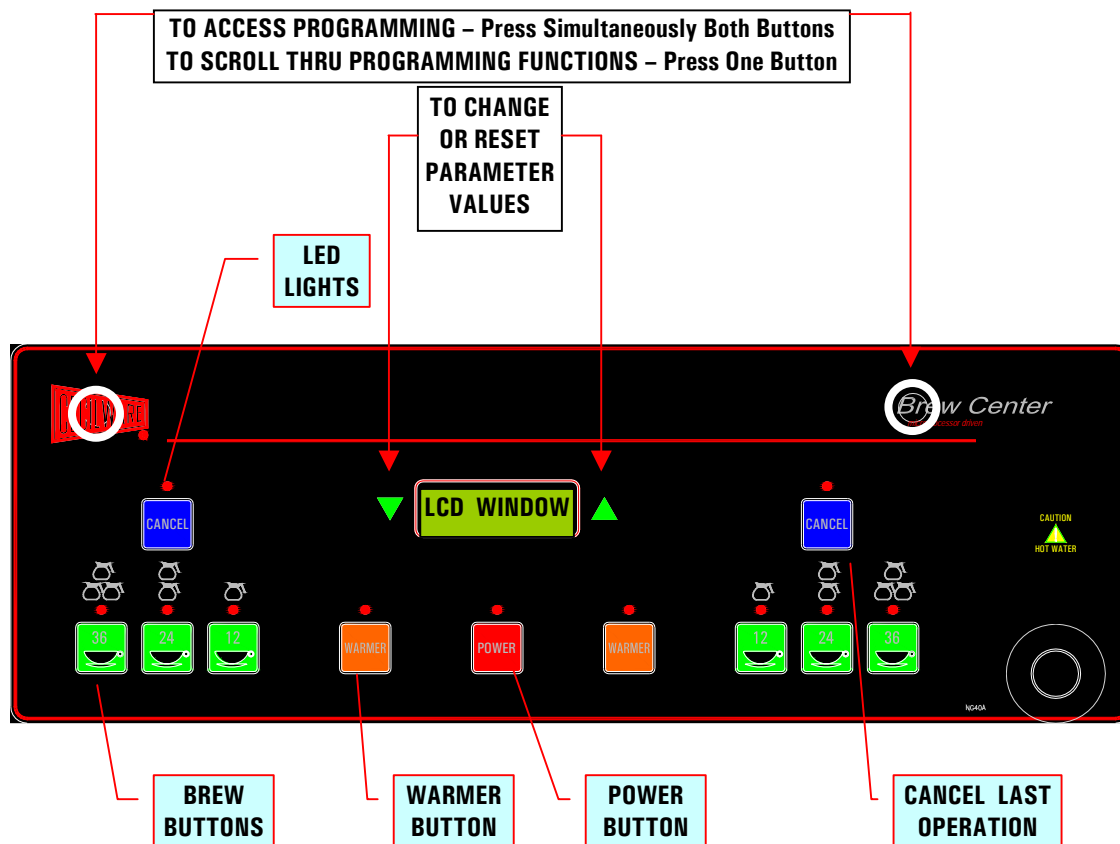 TO ACCESS PROGRAMMING – Press Simultaneously Both Buttons
TO SCROLL THRU PROGRAMMING FUNCTIONS – Press One Button
TO CHANGE
OR RESET
PARAMETER
VALUES
LED
LIGHTS
Brew Center
driven
LCD WINDOW
CANCEL
CANCEL
CAUTION
HOT WATER
36
24
12
WARMER
POWER
WARMER
12
24
36
NG40A
BREW
BUTTONS
WARMER
BUTTON
POWER
BUTTON
CANCEL LAST
OPERATION